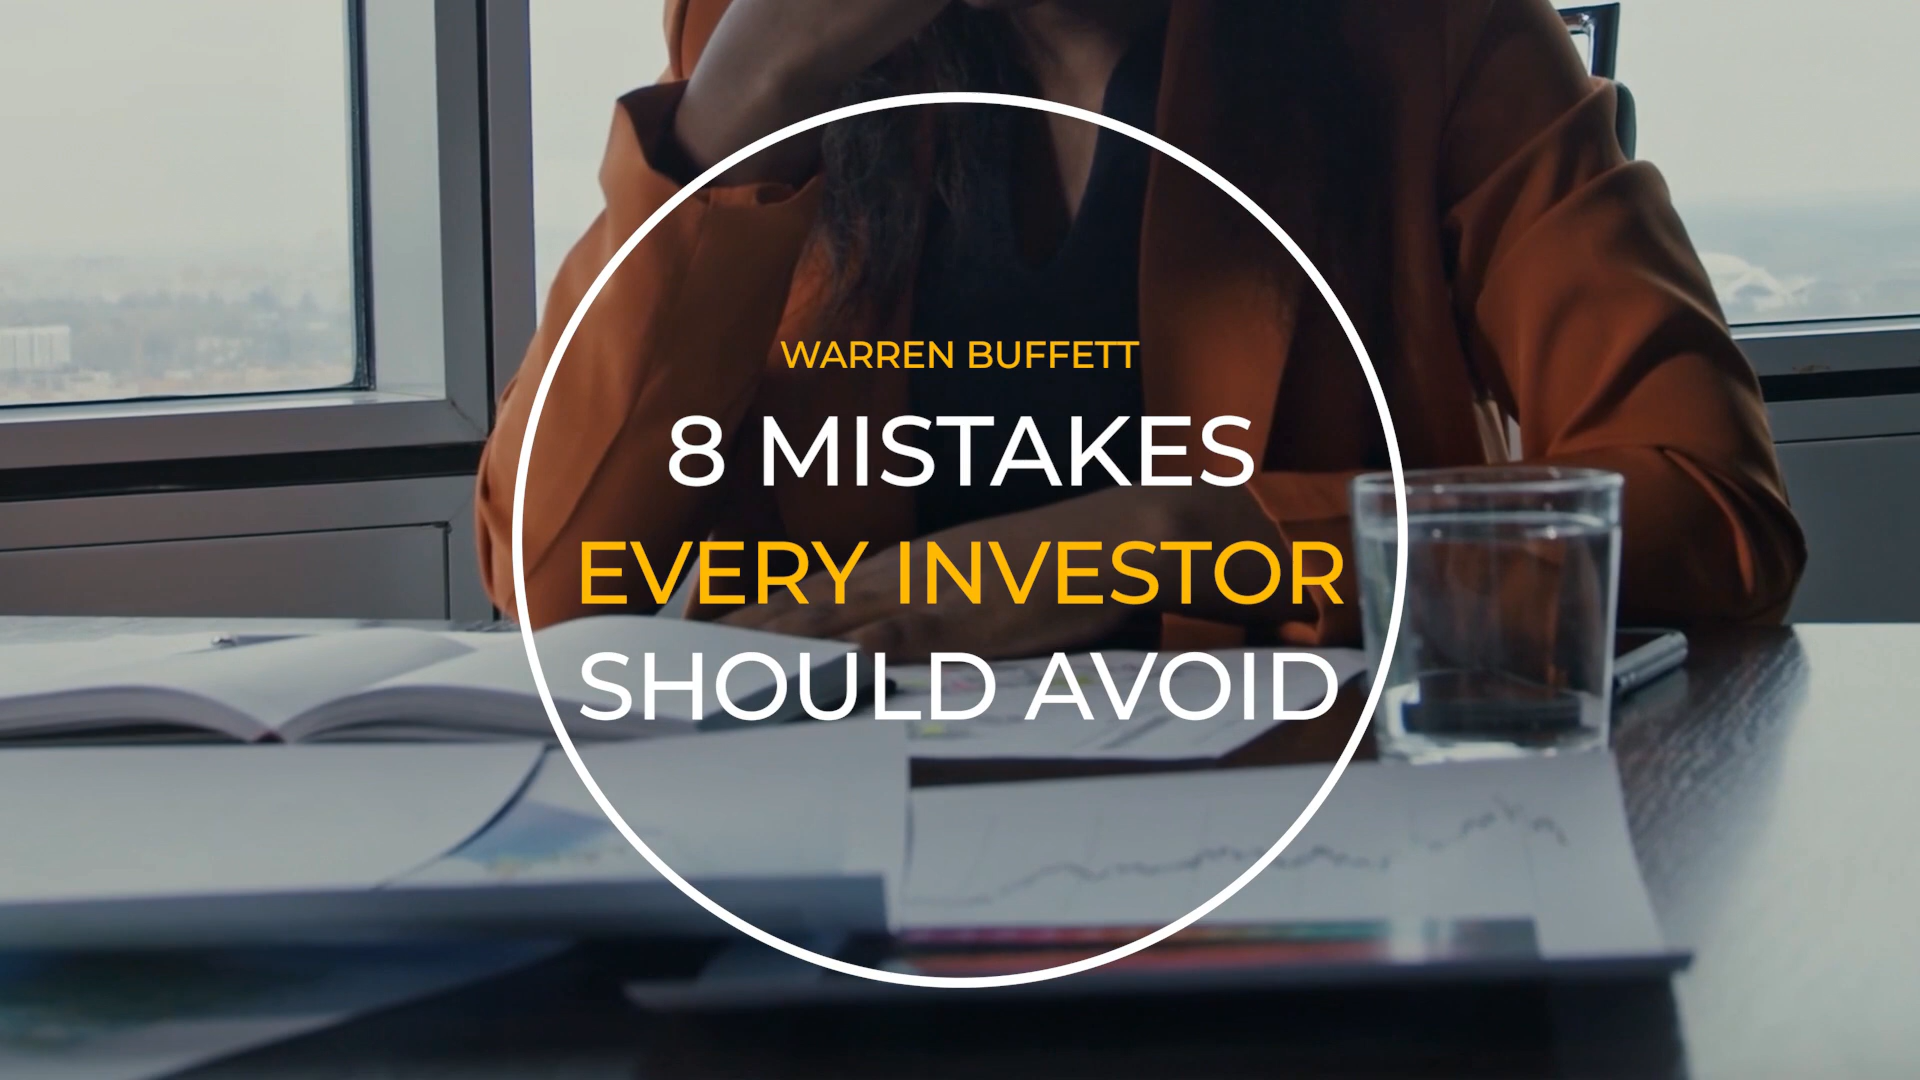 WARREN BUFFETT
8 MISTAKES
EVERY INVESTOR
SHOULD AVOID